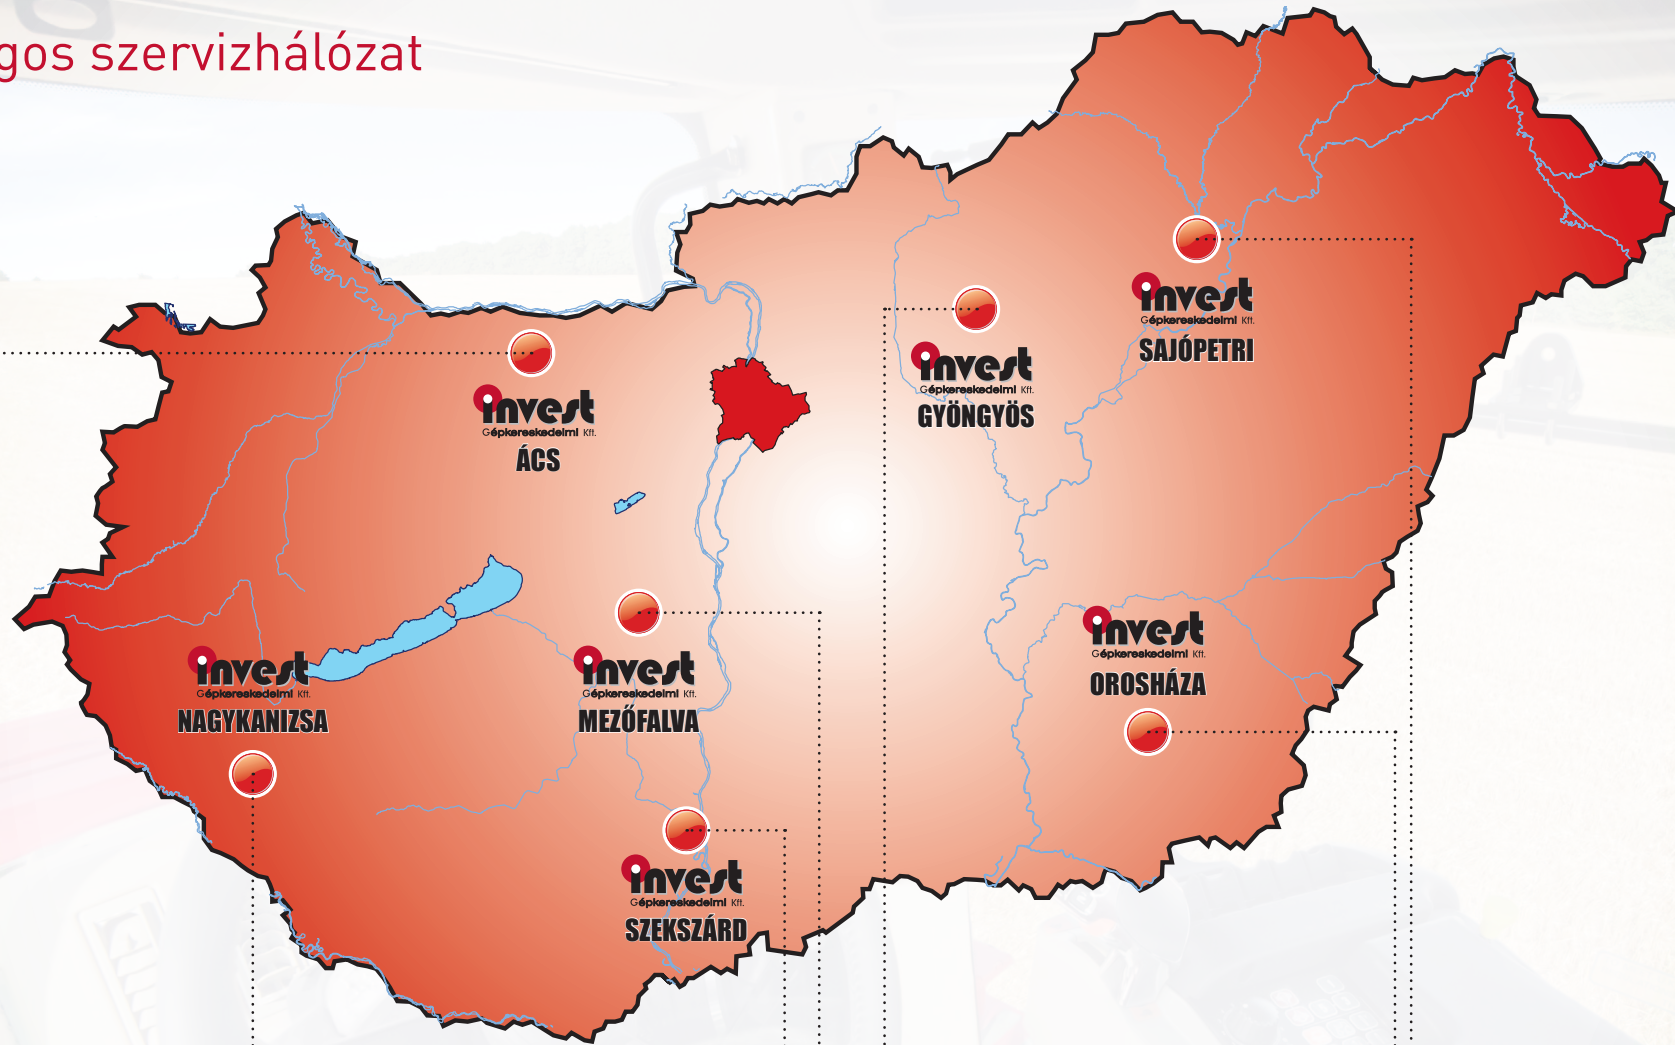 gos szervizhálózat
invest
Gépkereskedelmi Kft.
SAJÓPETRI
invest
Gépkereskedelmi Kft.
GYÖNGYÖS
invest
Gépkereskedelmi Kft.
ÁCS
invest
Gépkereskedelmi Kft.
OROSHÁZA
invest
Gépkereskedelmi Kft.
NAGYKANIZSA
invest
Gépkereskedelmi Kft.
MEZŐFALVA
invest
Gépkereskedelmi Kft.
SZEKSZÁRD